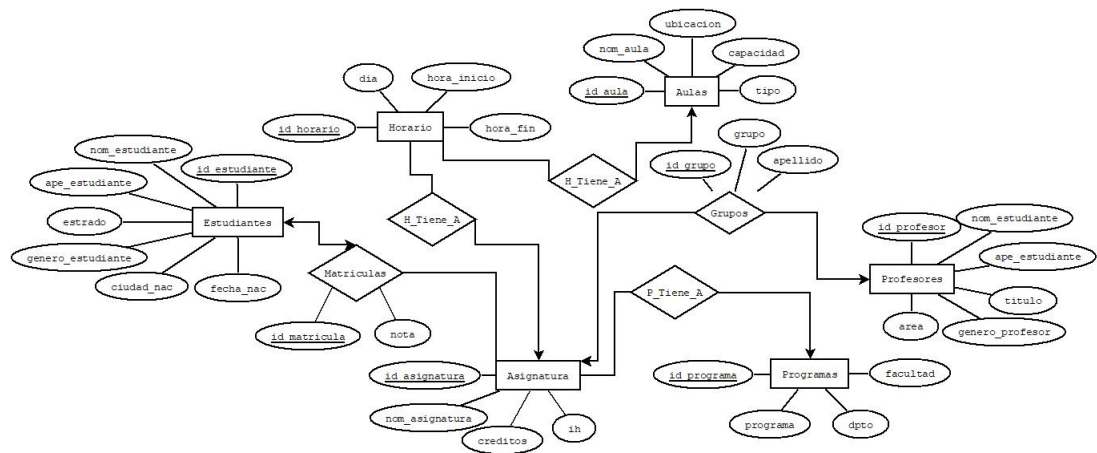 ubicacion
nom_aula
capacidad
id_aula
Aulas
tipo
dia
hora_inicio
id_horario
Horario
hora_fin
H_Tiene_A
grupo
id_grupo
apellido
Grupos
nom_estudiante
id_estudiante
ape_estudiante
estrado
Estudiantes
genero_estudiante
ciudad_nac
fecha_nac
H_Tiene_A
Matriculas
id_matricula
nota
id_profesor
nom_estudiante
ape_estudiante
Profesores
titulo
area
genero_profesor
P_Tiene_A
id_asignatura
Asignatura
nom_asignatura
creditos
ih
id_programa
Programas
facultad
programa
dpto